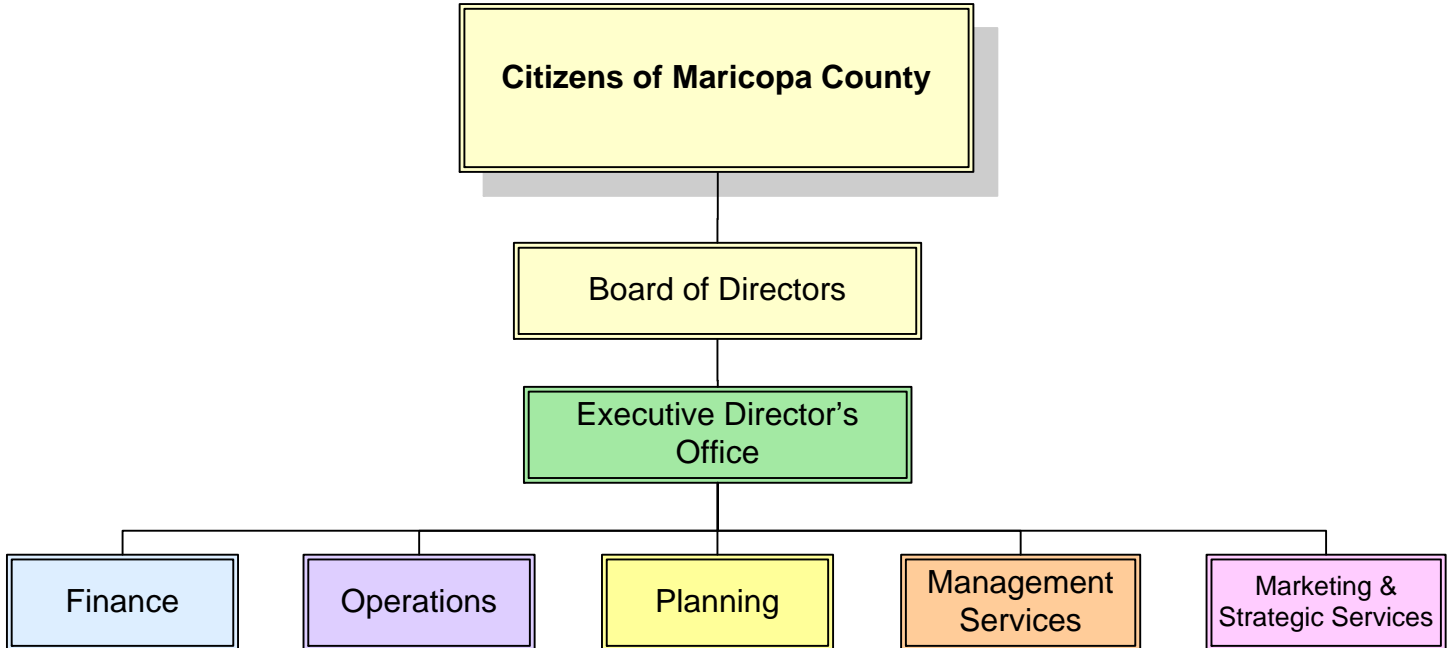 Citizens of Maricopa County
Board of Directors
Executive Director’s
Office
Finance
Operations
Planning
Management
Services
Marketing &
Strategic Services